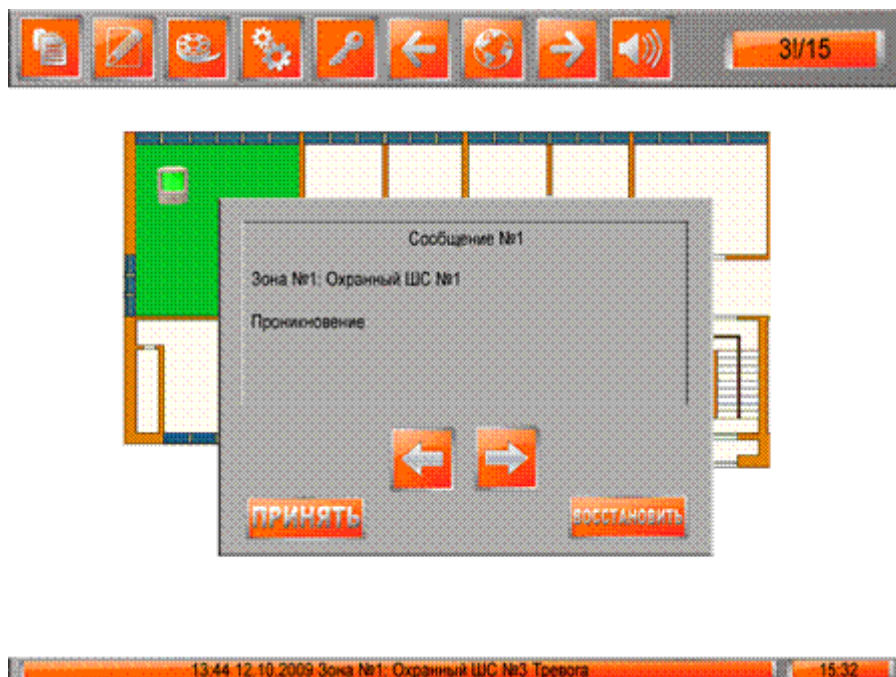 3I/15
Сообщение №1
Зона №1: Охранный ШС №1
Проникновение
ПРИНЯТЬ
ВОССТАНОВИТЬ
13:44 12.10.2009 Зона №1: Охранный ШС №3 Тревога
15:32